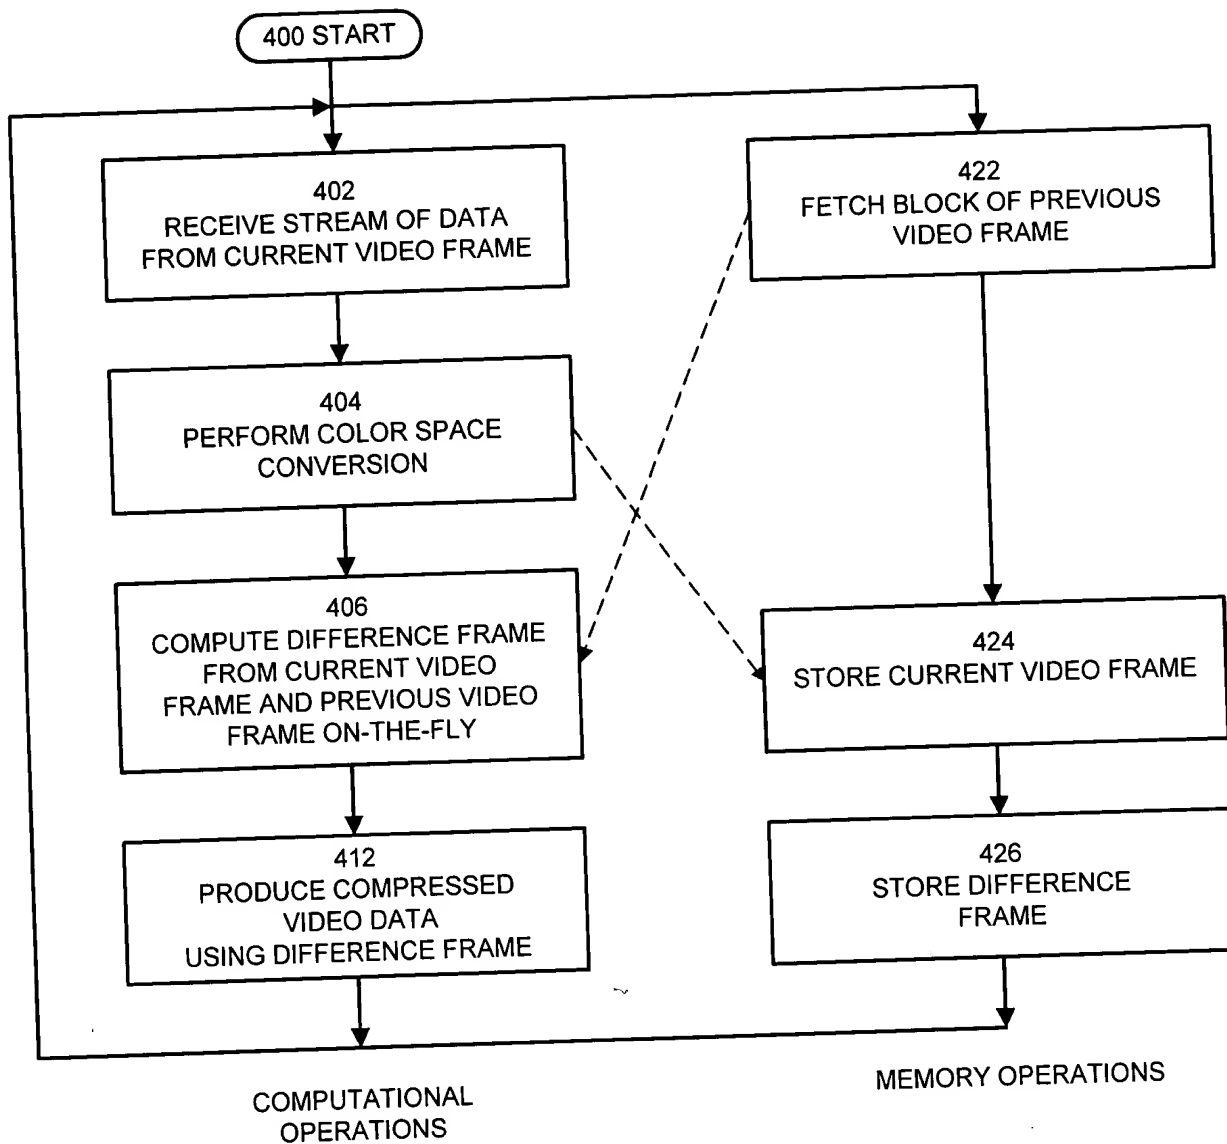 400 START
402
RECEIVE STREAM OF DATA
FROM CURRENT VIDEO FRAME
422
FETCH BLOCK OF PREVIOUS
VIDEO FRAME
404
PERFORM COLOR SPACE
CONVERSION
406
COMPUTE DIFFERENCE FRAME
FROM CURRENT VIDEO
FRAME AND PREVIOUS VIDEO
FRAME ON-THE-FLY
424
STORE CURRENT VIDEO FRAME
412
PRODUCE COMPRESSED
VIDEO DATA
USING DIFFERENCE FRAME
426
STORE DIFFERENCE
FRAME
COMPUTATIONAL
OPERATIONS
MEMORY OPERATIONS